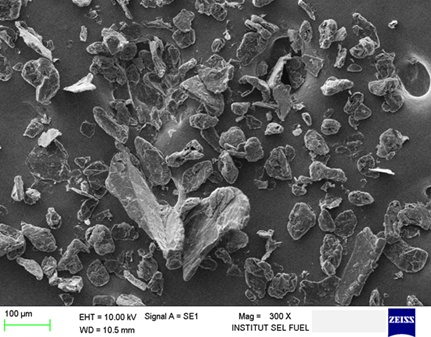 100 µm
EHT = 10.00 kV Signal A = SE1 Mag = 300 X
WD = 10.5 mm INSTITUT SEL FUEL
ZEISS